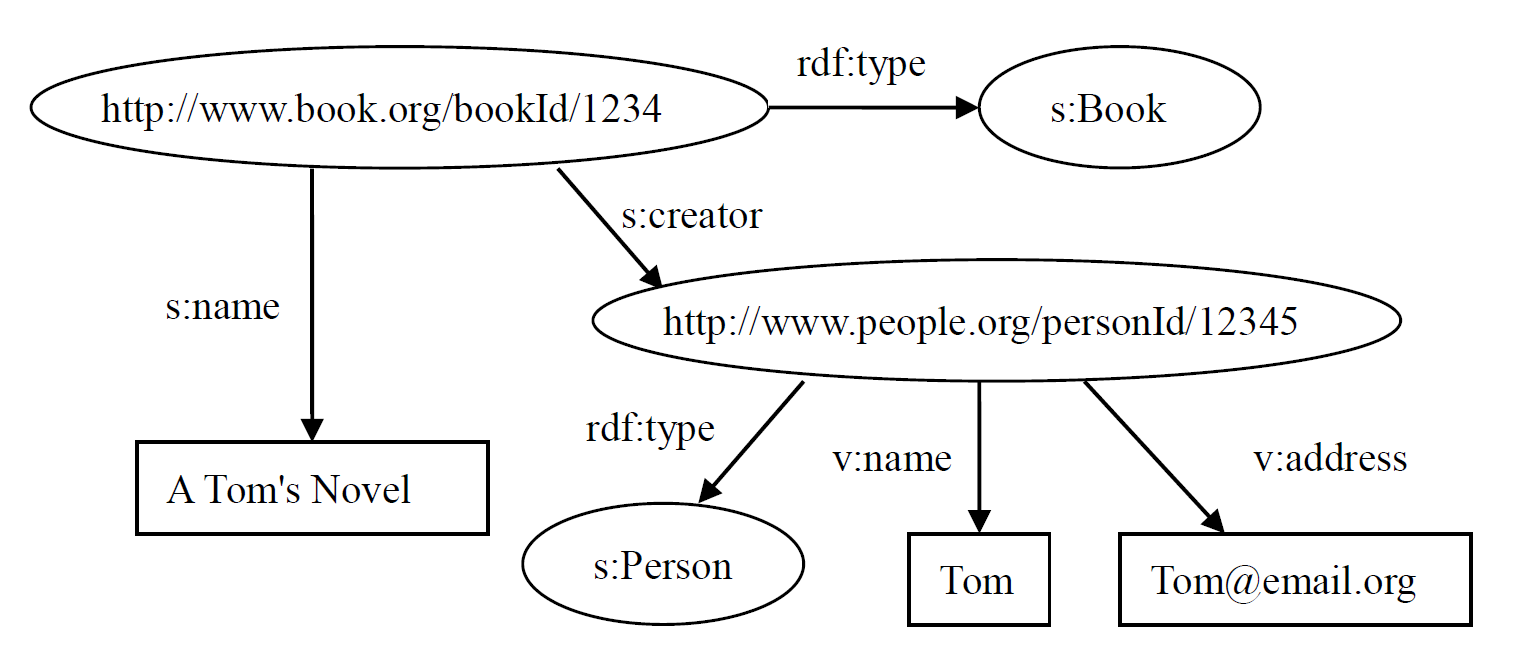 rdf:type
http://www.book.org/bookId/1234
s:Book
s:creator
s:name
http://www.people.org/personId/12345
rdf:type
v:name
v:address
A Tom's Novel
s:Person
Tom
Tom@email.org